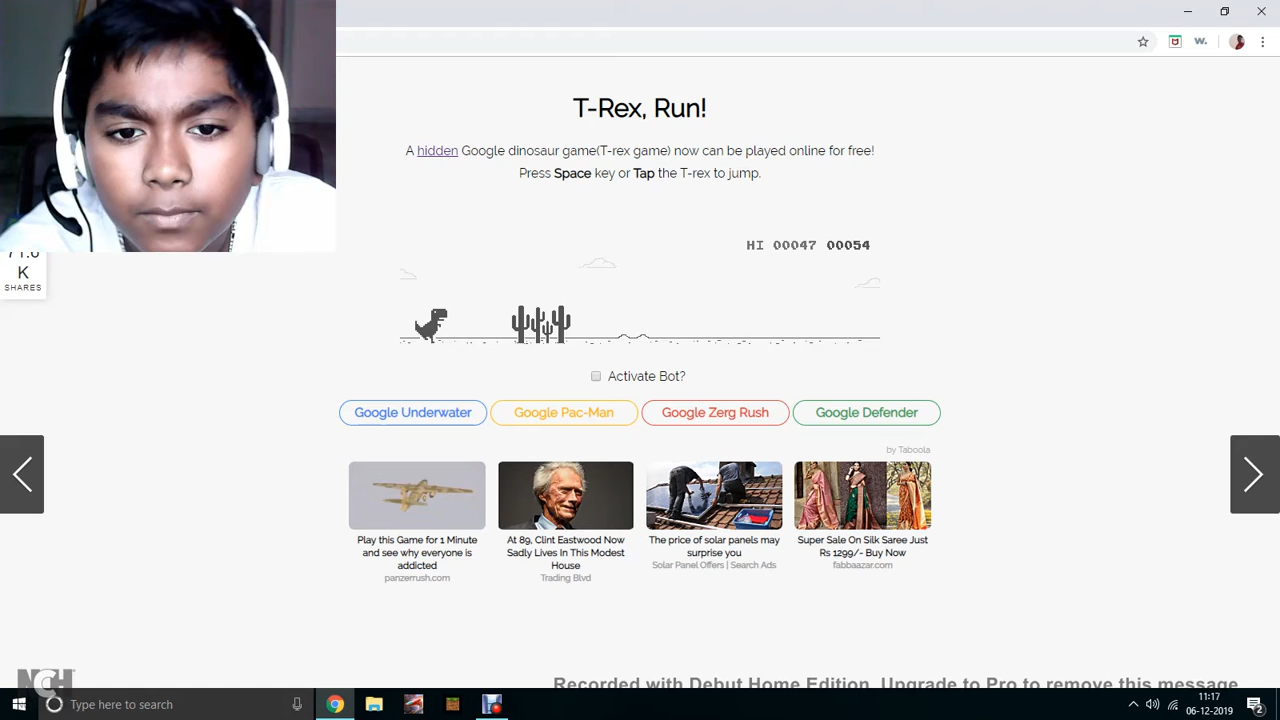 T-Rex, Run!
A hidden Google dinosaur game(T-rex game) now can be played online for free!
Press Space key or Tap the T-rex to jump.
K
SHARES
HI 00047 00054
Activate Bot?
Google Underwater
Google Pac-Man
Google Zerg Rush
Google Defender
by Taboola
Play this Game for 1 Minute
and see why everyone is
addicted
panzerrush.com
At 89, Clint Eastwood Now
Sadly Lives In This Modest
House
Trading Blvd
The price of solar panels may
surprise you
Solar Panel Offers | Search Ads
Super Sale On Silk Saree Just
Rs 1299/- Buy Now
fabbaazar.com
NCH
Recorded with Debut Home Edition. Upgrade to Pro to remove this message
Type here to search
11:17
06-12-2019
2
w.